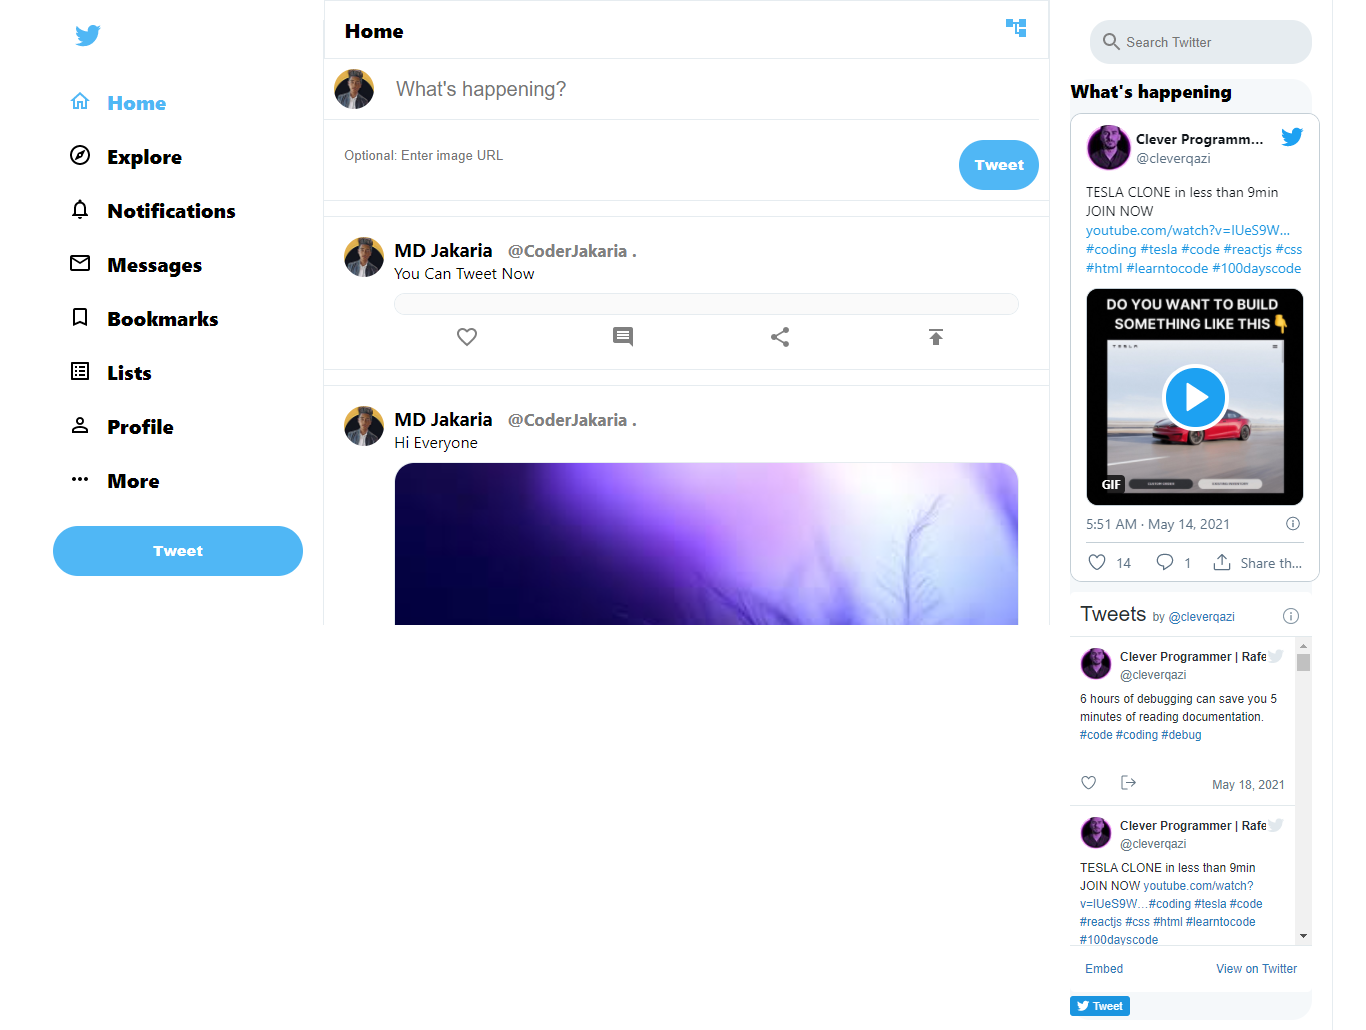 Home
Explore
Notifications
Messages
Bookmarks
Lists
Profile
More
Tweet
Home
What's happening?
Optional: Enter image URL
Tweet
MD Jakaria @CoderJakaria .
You Can Tweet Now
MD Jakaria @CoderJakaria .
Hi Everyone
Search Twitter
What's happening
Clever Programm...
@cleverqazi
TESLA CLONE in less than 9min
JOIN NOW
youtube.com/watch?v=IUeS9W...
#coding #tesla #code #reactjs #css
#html #learntocode #100dayscode
DO YOU WANT TO BUILD
SOMETHING LIKE THIS👇
TESLA
GIF
5:51 AM · May 14, 2021
14 1 Share th...
Tweets by @cleverqazi
Clever Programmer | Rafe
@cleverqazi
6 hours of debugging can save you 5
minutes of reading documentation.
#code #coding #debug
May 18, 2021
Clever Programmer | Rafe
@cleverqazi
TESLA CLONE in less than 9min
JOIN NOW youtube.com/watch?
v=IUeS9W…#coding #tesla #code
#reactjs #css #html #learntocode
#100dayscode
Embed View on Twitter
Tweet